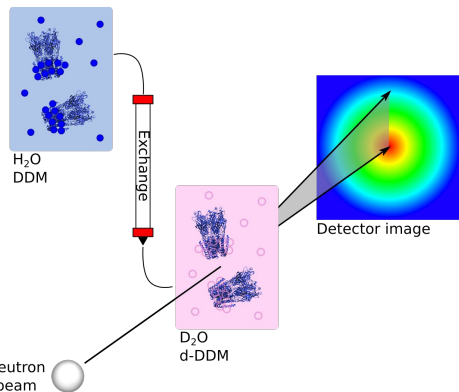 H₂O
DDM
Exchange
Detector image
D₂O
d-DDM
eutron
beam